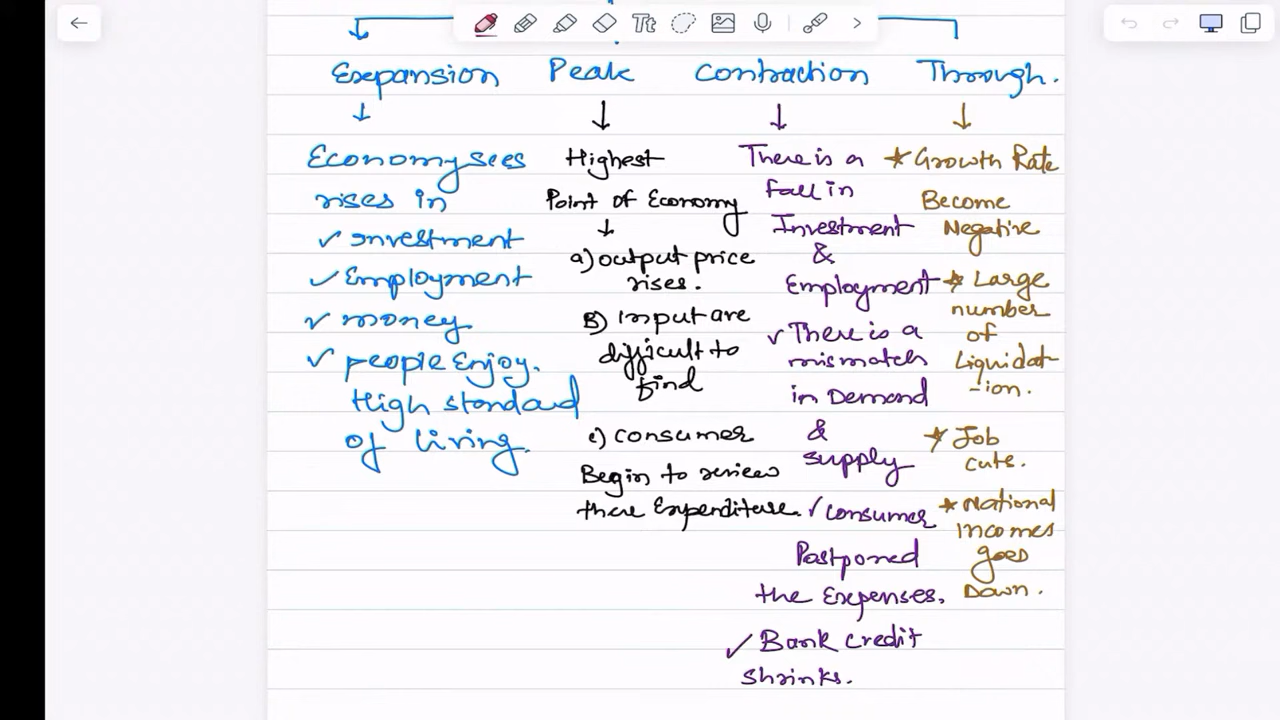 Tt
Expansion
Economy sees
rises in
✓ Investment
✓ Employment
✓ money
✓ people Enjoy.
High standard
of living.
Peak
Highest
Point of Economy
a) output price
rises.
B) Input are
difficult to
find
c) consumer
Begin to review
there Expenditure.
Contraction
There is a
fall in
Investment
&
Employment
✓ There is a
mismatch
in Demand
&
supply
✓ consumer
Postponed
the Expenses.
✓ Bank credit
shrinks.
Through.
★ Growth Rate
Become
Negative
★ Large
number
of
Liquidat-
-ion.
★ Job
cuts.
★ National
incomes
goes
Down.